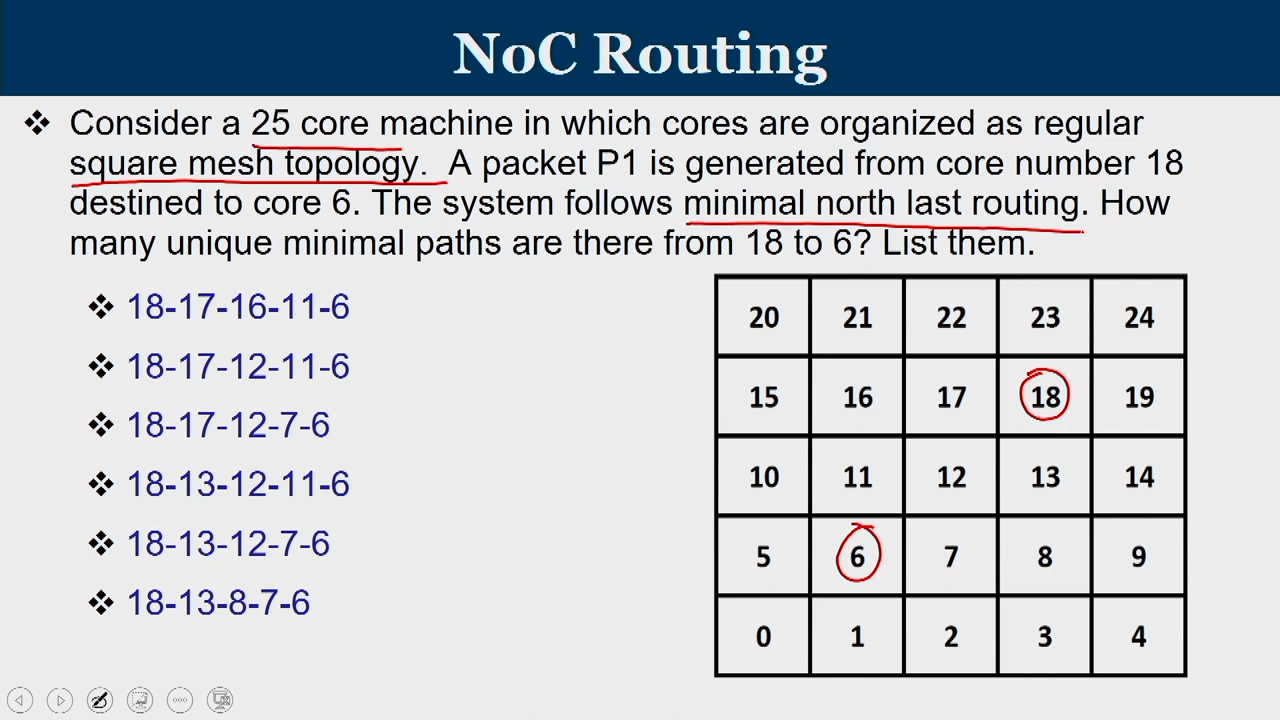 NoC Routing
❖ Consider a 25 core machine in which cores are organized as regular
square mesh topology. A packet P1 is generated from core number 18
destined to core 6. The system follows minimal north last routing. How
many unique minimal paths are there from 18 to 6? List them.
❖ 18-17-16-11-6
❖ 18-17-12-11-6
❖ 18-17-12-7-6
❖ 18-13-12-11-6
❖ 18-13-12-7-6
❖ 18-13-8-7-6
20 21 22 23 24
15 16 17 18 19
10 11 12 13 14
5 6 7 8 9
0 1 2 3 4